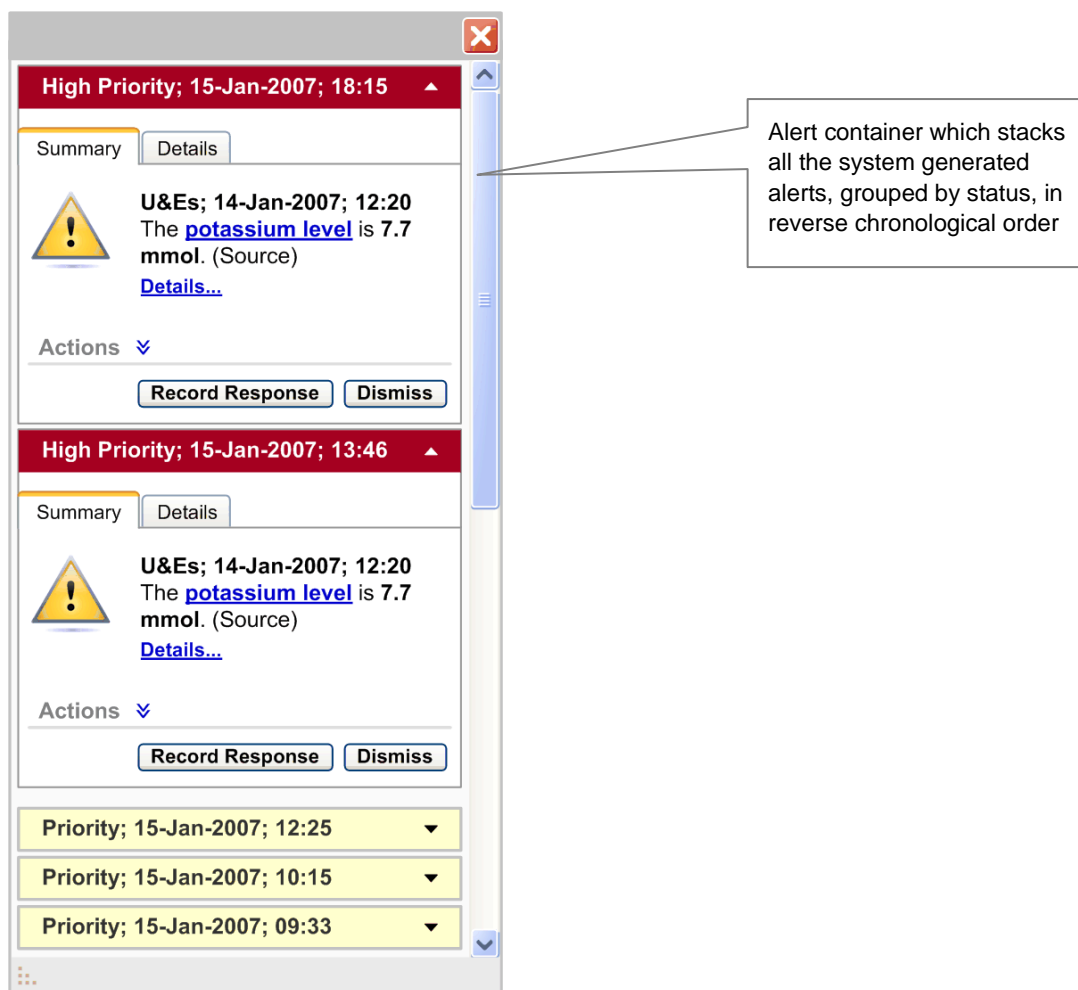 High Priority; 15-Jan-2007; 18:15
Summary Details
U&Es; 14-Jan-2007; 12:20
The potassium level is 7.7
mmol. (Source)
Details...
Actions
Record Response Dismiss
High Priority; 15-Jan-2007; 13:46
Summary Details
U&Es; 14-Jan-2007; 12:20
The potassium level is 7.7
mmol. (Source)
Details...
Actions
Record Response Dismiss
Priority; 15-Jan-2007; 12:25
Priority; 15-Jan-2007; 10:15
Priority; 15-Jan-2007; 09:33
Alert container which stacks
all the system generated
alerts, grouped by status, in
reverse chronological order